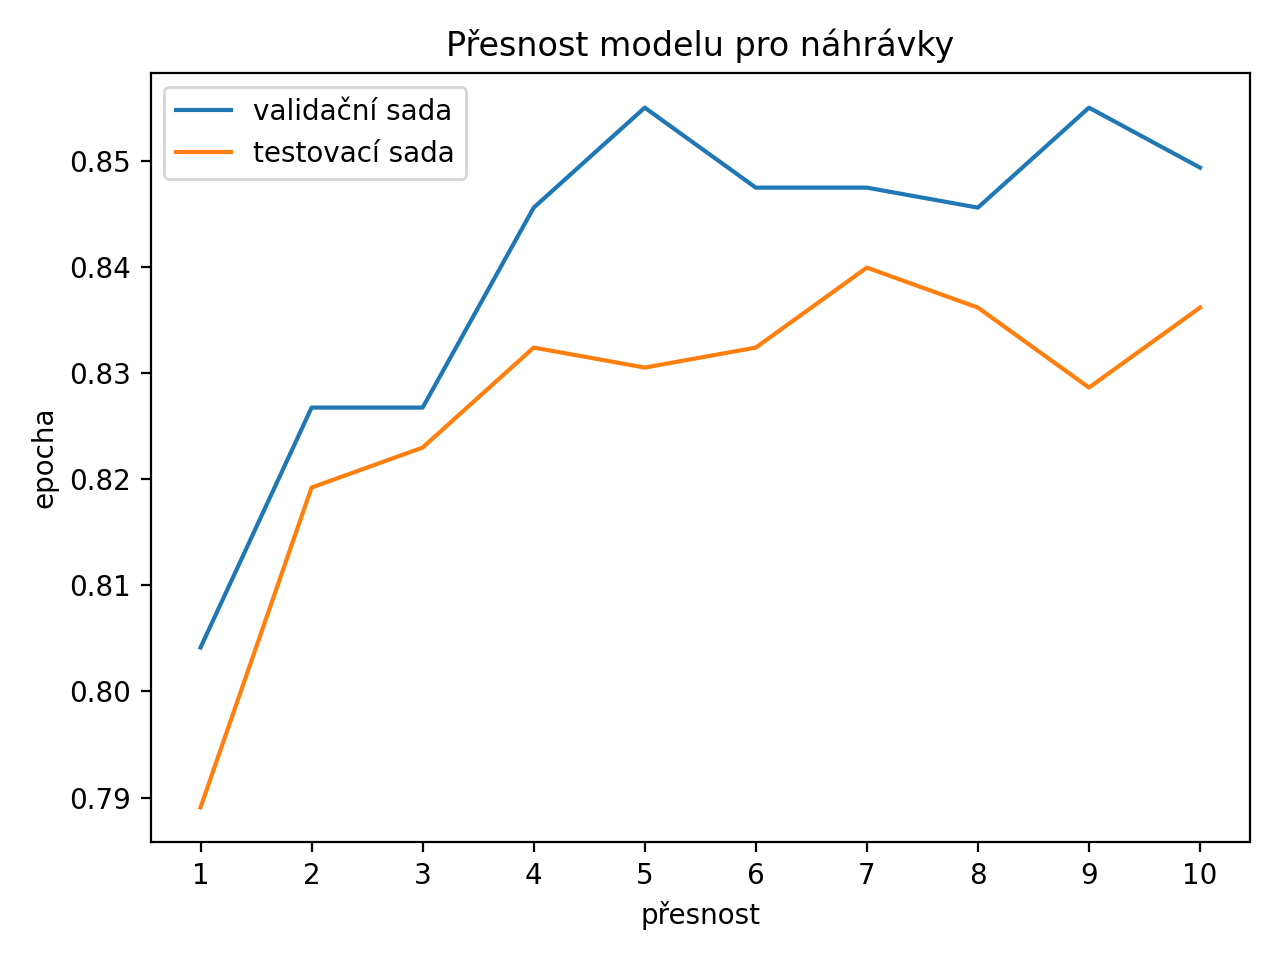 Přesnost modelu pro náhrávky
validační sada
testovací sada
0.85
0.84
0.83
0.82
0.81
0.80
0.79
epocha
1 2 3 4 5 6 7 8 9 10
přesnost